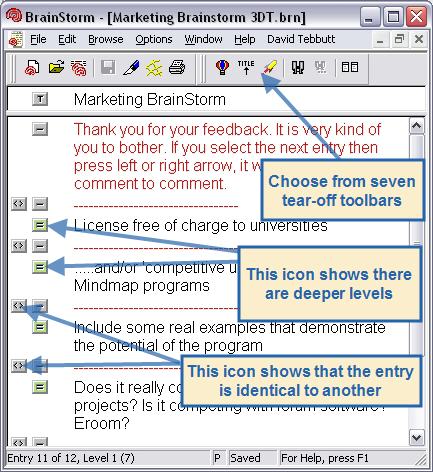 BrainStorm - [Marketing Brainstorm 3DT.brn]
File Edit Browse Options Window Help David Tebbutt
TITLE
T Marketing BrainStorm
Thank you for your feedback. It is very kind of
you to bother. If you select the next entry then
press left or right arrow, it w
comment to comment.
Choose from seven
tear-off toolbars
License free of charge to universities
.....and/or 'competitive u
Mindmap programs
This icon shows there
are deeper levels
Include some real examples that demonstrate
the potential of the program
This icon shows that the entry
is identical to another
Does it really co
projects? Is it competing with forum software?
Eroom?
Entry 11 of 12, Level 1 (7) P Saved For Help, press F1